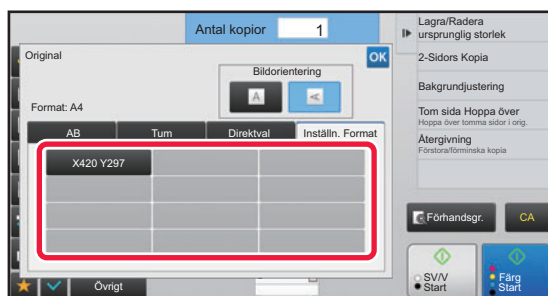 Antal kopior 1
Original
OK
Bildorientering
A
A
Format: A4
AB
Tum
Direktval
Inställn. Format
X420 Y297
Övrigt
Lagra/Radera
ursprunglig storlek
2-Sidors Kopia
Bakgrundjustering
Tom sida Hoppa över
Hoppa över tomma sidor i orig.
Återgivning
Förstora/förminska kopia
Förhandsgr.
CA
SV/V
Start
Färg
Start